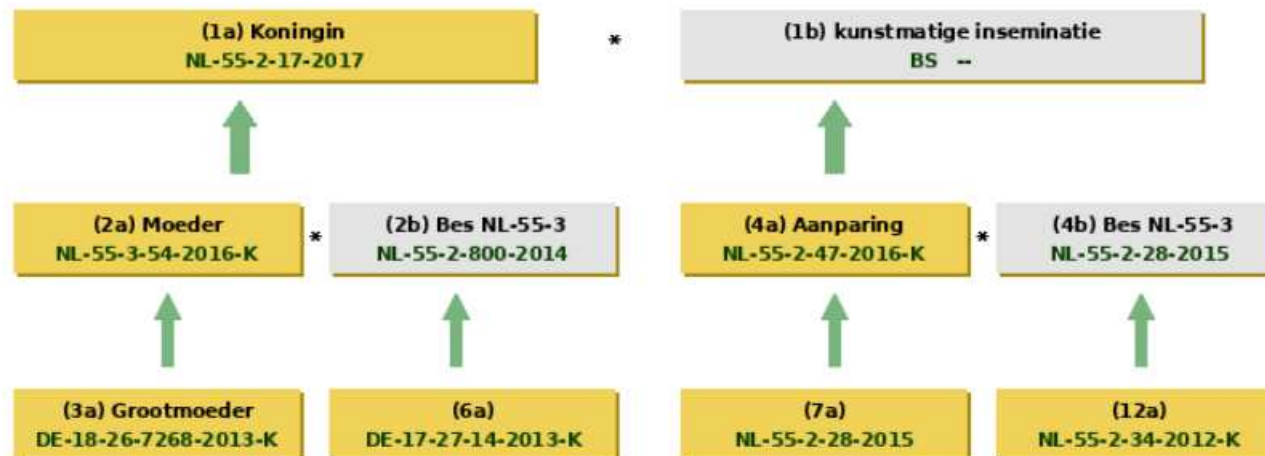 (1a) Koningin
NL-55-2-17-2017
*
(1b) kunstmatige inseminatie
BS --
(2a) Moeder
NL-55-3-54-2016-K
*
(2b) Bes NL-55-3
NL-55-2-800-2014
(4a) Aanparing
NL-55-2-47-2016-K
*
(4b) Bes NL-55-3
NL-55-2-28-2015
(3a) Grootmoeder
DE-18-26-7268-2013-K
(6a)
DE-17-27-14-2013-K
(7a)
NL-55-2-28-2015
(12a)
NL-55-2-34-2012-K